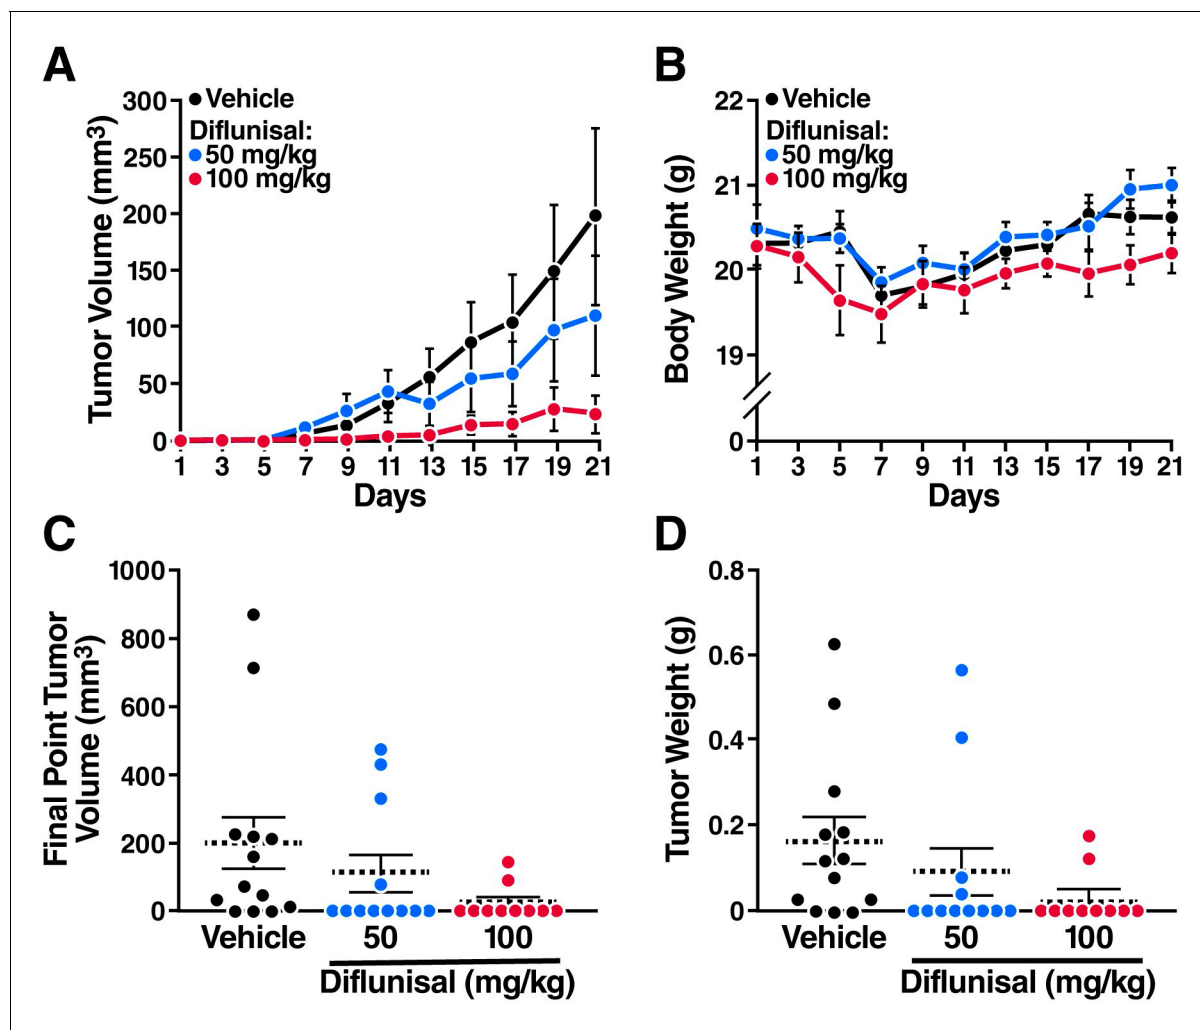 A
Tumor Volume (mm3)
300
250
200
150
100
50
0
Vehicle
Diflunisal:
50 mg/kg
100 mg/kg
1 3 5 7 9 11 13 15 17 19 21
Days
B
Body Weight (g)
22
21
20
19
0
Vehicle
Diflunisal:
50 mg/kg
100 mg/kg
1 3 5 7 9 11 13 15 17 19 21
Days
C
Final Point Tumor
Volume (mm3)
1000
800
600
400
200
0
Vehicle 50 100
Diflunisal (mg/kg)
D
Tumor Weight (g)
0.8
0.6
0.4
0.2
0
Vehicle 50 100
Diflunisal (mg/kg)